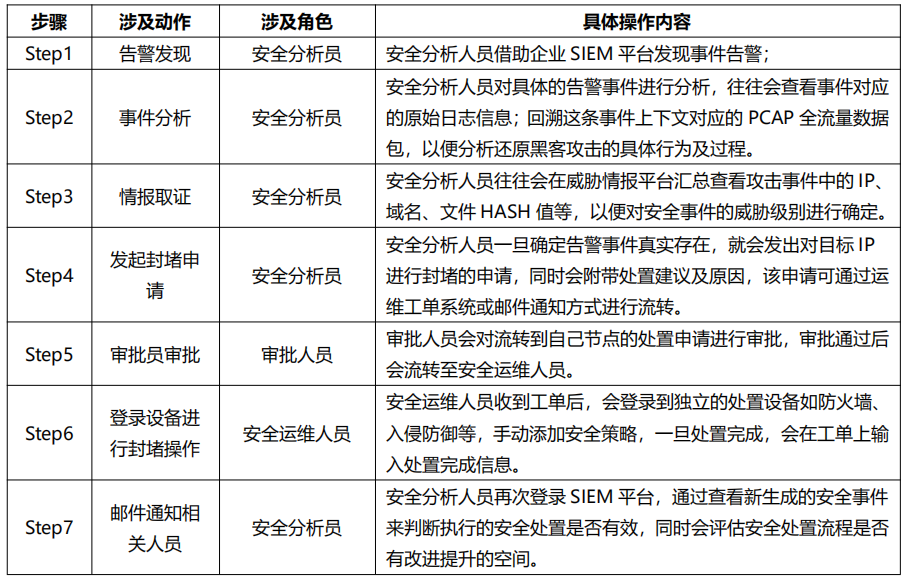 步骤 涉及动作 涉及角色 具体操作内容
Step1 告警发现 安全分析员 安全分析人员借助企业 SIEM 平台发现事件告警；
Step2 事件分析 安全分析员 安全分析人员对具体的告警事件进行分析，往往会查看事件对应
的原始日志信息；回溯这条事件上下文对应的 PCAP 全流量数据
包，以便分析还原黑客攻击的具体行为及过程。
Step3 情报取证 安全分析员 安全分析人员往往会在威胁情报平台汇总查看攻击事件中的 IP、
域名、文件 HASH 值等，以便对安全事件的威胁级别进行确定。
Step4 发起封堵申
请
安全分析员 安全分析人员一旦确定告警事件真实存在，就会发出对目标 IP
进行封堵的申请，同时会附带处置建议及原因，该申请可通过运
维工单系统或邮件通知方式进行流转。
Step5 审批员审批 审批人员 审批人员会对流转到自己节点的处置申请进行审批，审批通过后
会流转至安全运维人员。
Step6 登录设备进
行封堵操作
安全运维人员 安全运维人员收到工单后，会登录到独立的处置设备如防火墙、
入侵防御等，手动添加安全策略，一旦处置完成，会在工单上输
入处置完成信息。
Step7 邮件通知相
关人员
安全分析员 安全分析人员再次登录 SIEM 平台，通过查看新生成的安全事件
来判断执行的安全处置是否有效，同时会评估安全处置流程是否
有改进提升的空间。